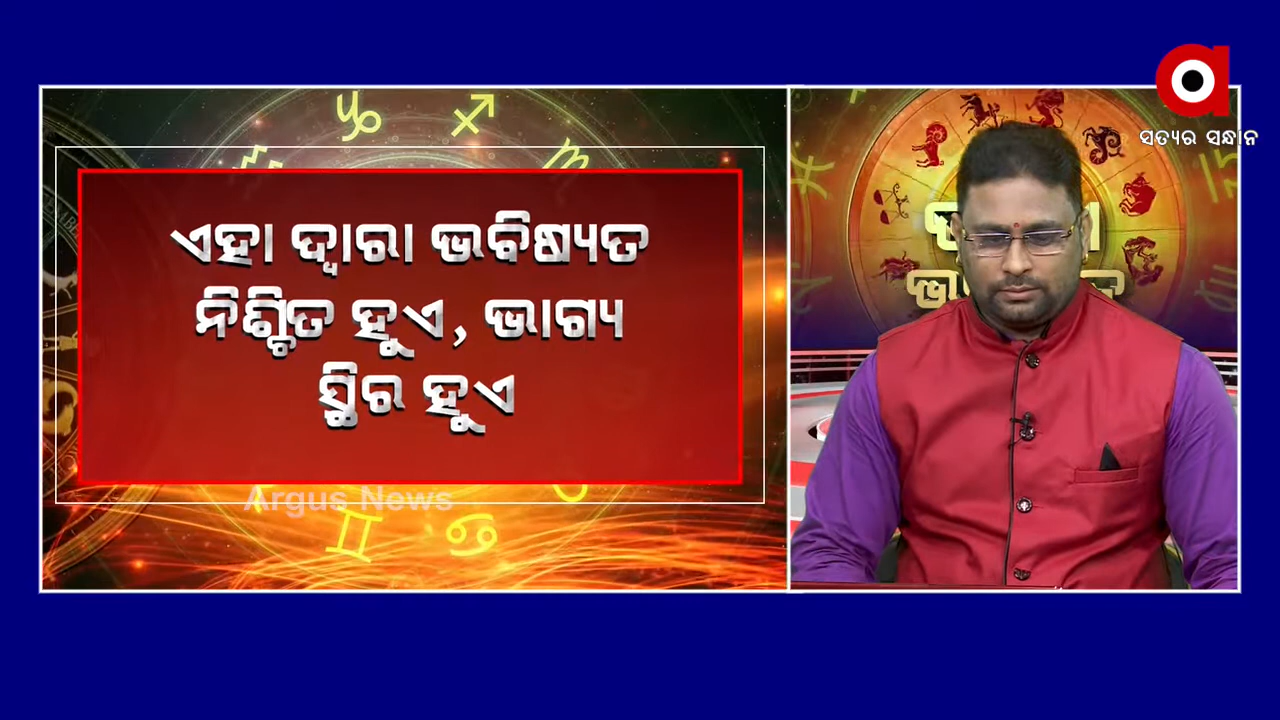 ସତ୍ୟର ସନ୍ଧାନ
ଏହା ଦ୍ୱାରା ଭବିଷ୍ୟତ
ନିଶ୍ଚିତ ହୁଏ, ଭାଗ୍ୟ
ସ୍ଥିର ହୁଏ
Argus News